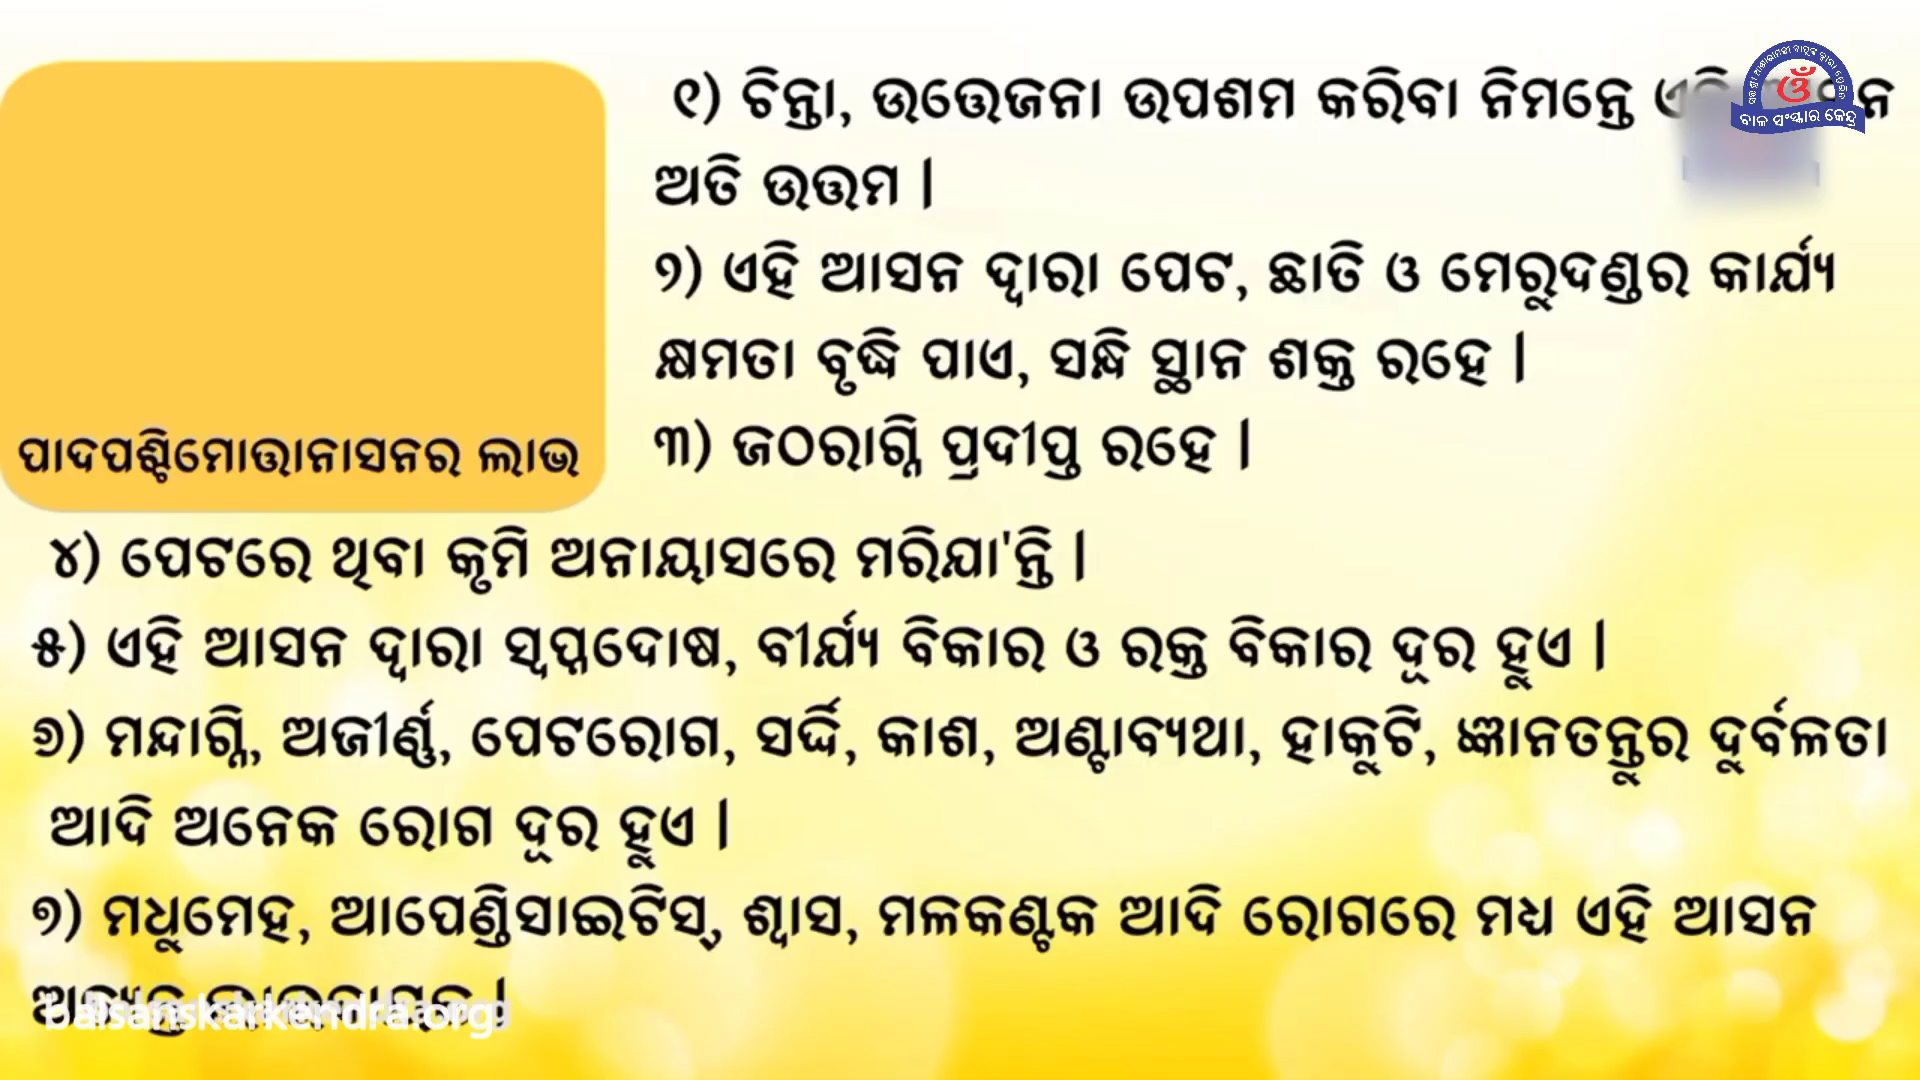 ୧) ଚିନ୍ତା, ଉତ୍ତେଜନା ଉପଶମ କରିବା ନିମନ୍ତେ
ଅତି ଉତ୍ତମ |
୨) ଏହି ଆସନ ଦ୍ୱାରା ପେଟ, ଛାତି ଓ ମେରୁଦଣ୍ଡର କାର୍ଯ୍ୟ
କ୍ଷମତା ବୃଦ୍ଧି ପାଏ, ସନ୍ଧି ସ୍ଥାନ ଶକ୍ତ ରହେ |
ପାଦପଶ୍ଚିମୋତ୍ତାନାସନର ଲାଭ
୩) ଜଠରାଗ୍ନି ପ୍ରଦୀପ୍ତ ରହେ |
୪) ପେଟରେ ଥିବା କୃମି ଅନାୟାସରେ ମରିଯା'ନ୍ତି |
୫) ଏହି ଆସନ ଦ୍ୱାରା ସ୍ୱପ୍ନଦୋଷ, ବୀର୍ଯ୍ୟ ବିକାର ଓ ରକ୍ତ ବିକାର ଦୂର ହୁଏ |
୬) ମନ୍ଦାଗ୍ନି, ଅଜୀର୍ଣ୍ଣ, ପେଟରୋଗ, ସର୍ଦ୍ଦି, କାଶ, ଅଣ୍ଟାବ୍ୟଥା, ହାକୁଟି, ଜ୍ଞାନତନ୍ତୁର ଦୁର୍ବଳତା
ଆଦି ଅନେକ ରୋଗ ଦୂର ହୁଏ |
୭) ମଧୁମେହ, ଆପେଣ୍ଡିସାଇଟିସ୍, ଶ୍ୱାସ, ମଳକଣ୍ଟକ ଆଦି ରୋଗରେ ମଧ୍ୟ ଏହି ଆସନ
balsanskarkendra.org
ଓଁ
ବାଳ ସଂସ୍କାର କେନ୍ଦ୍ର